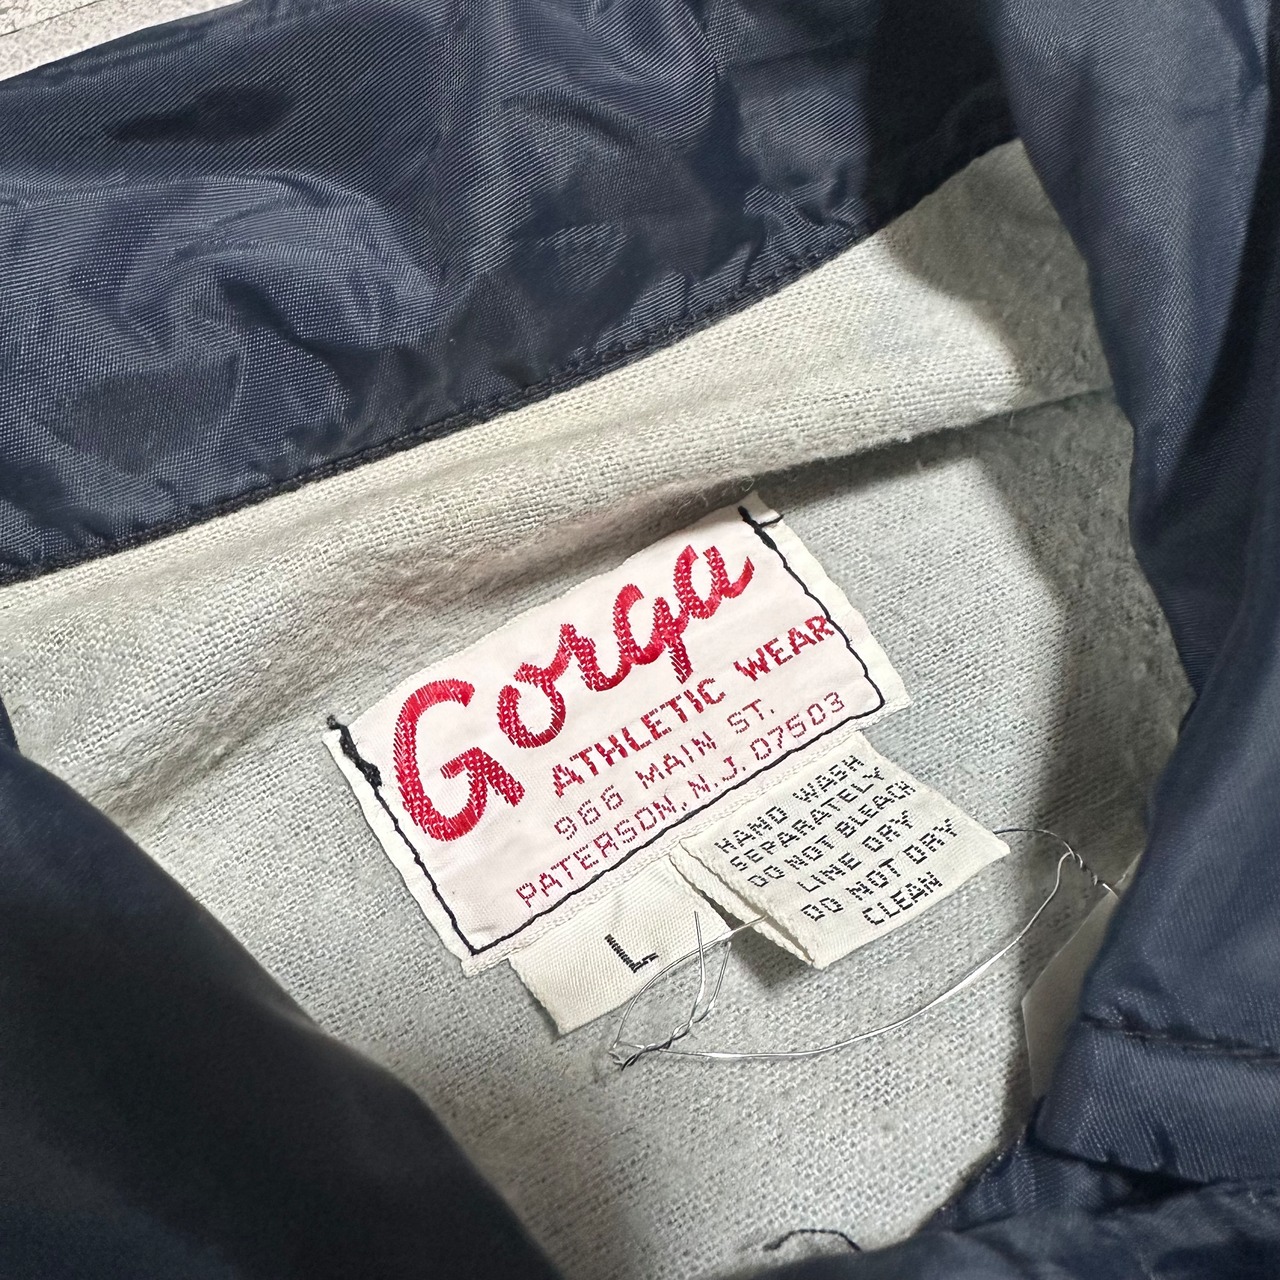 Gorga
ATHLETIC WEAR
966 MAIN ST.
PATERSON, N.J. 07503
L
HAND WASH
SEPARATELY
DO NOT BLEACH
LINE DRY
DO NOT DRY
CLEAN